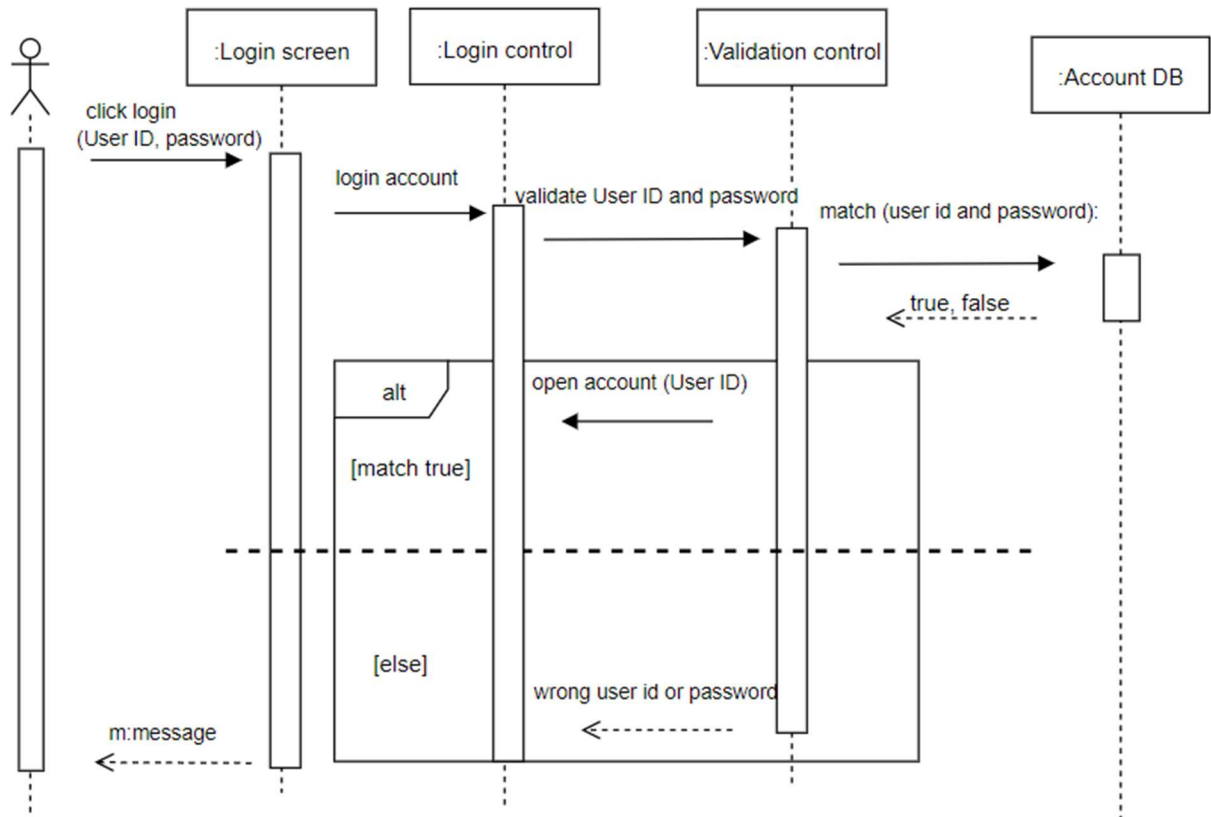 :Login screen
:Login control
:Validation control
:Account DB
click login
(User ID, password)
login account
validate User ID and password
match (user id and password):
true, false
alt
open account (User ID)
[match true]
[else]
wrong user id or password
m:message